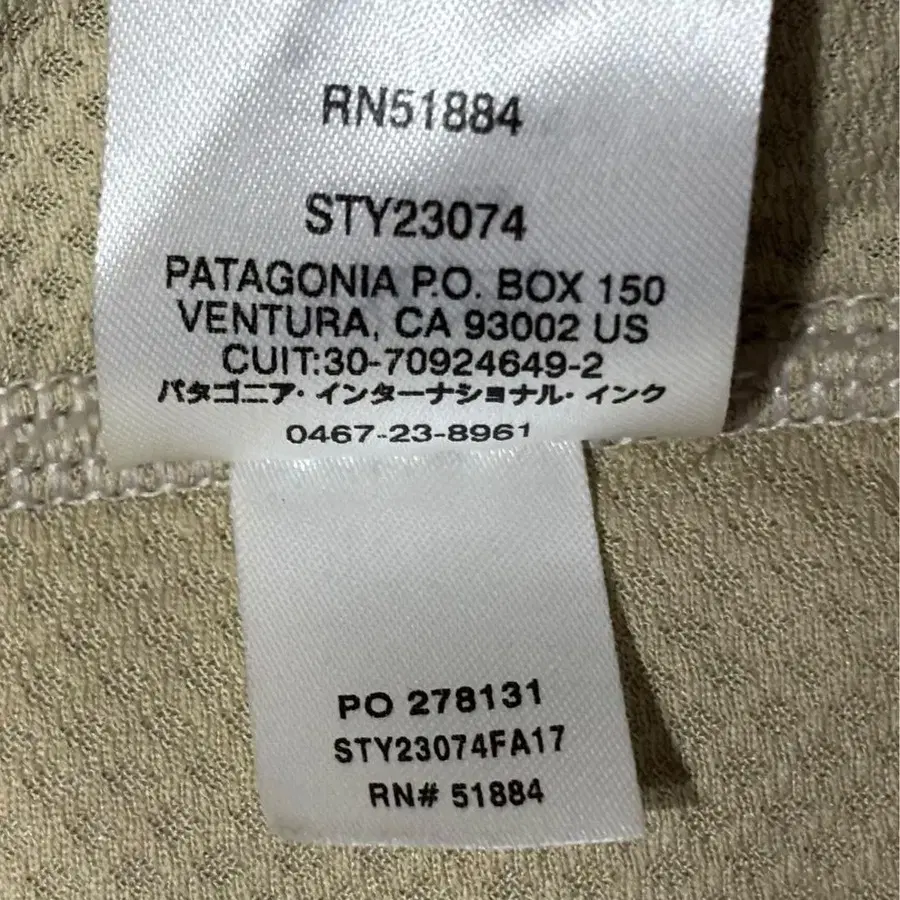 RN51884
STY23074
PATAGONIA P.O. BOX 150
VENTURA, CA 93002 US
CUIT:30-70924649-2
パタゴニア・インターナショナル・インク
0467-23-8961
PO 278131
STY23074FA17
RN# 51884